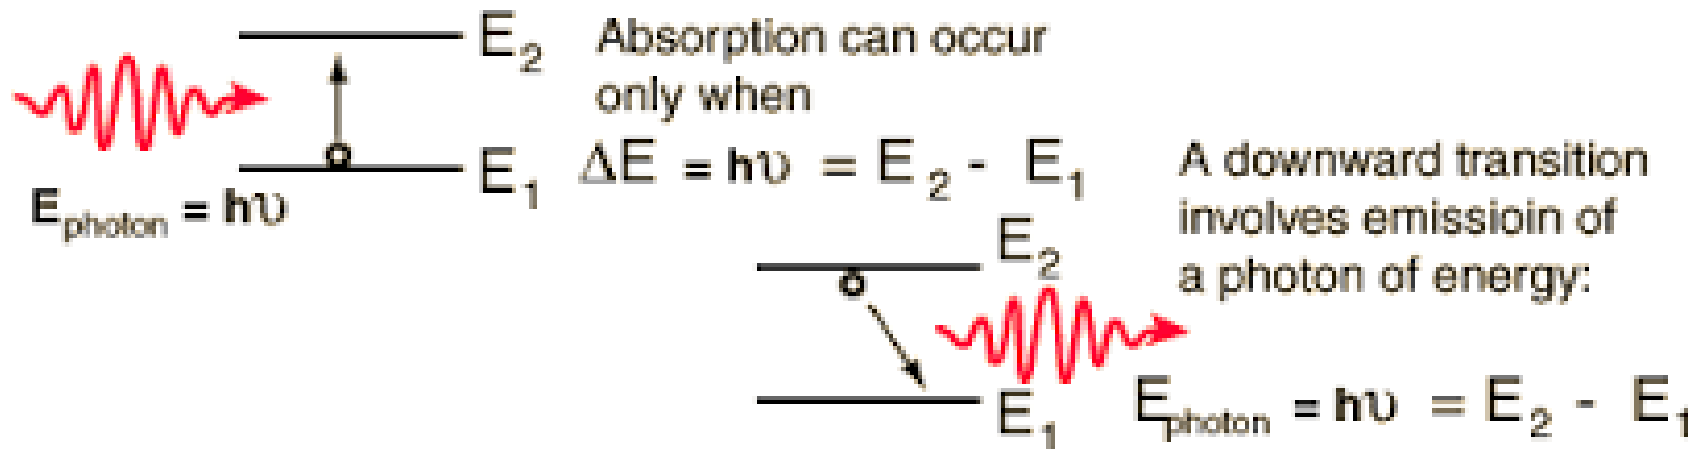 E2
Absorption can occur
only when
E1
ΔE = hυ = E2 - E1
Ephoton = hυ
A downward transition
involves emissioin of
a photon of energy:
E2
E1
Ephoton = hυ = E2 - E1